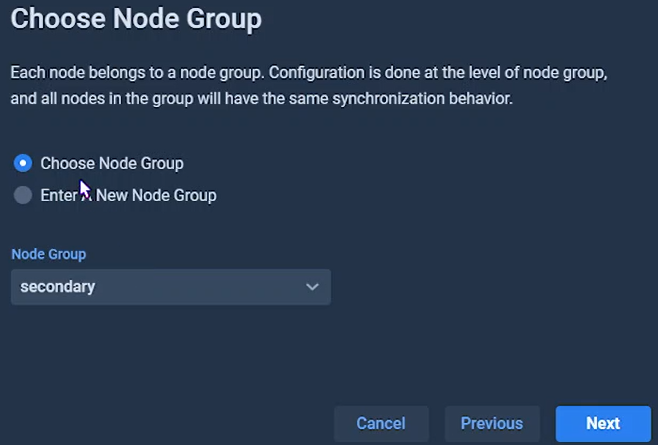 Choose Node Group
Each node belongs to a node group. Configuration is done at the level of node group,
and all nodes in the group will have the same synchronization behavior.
Choose Node Group
Enter A New Node Group
Node Group
secondary
Cancel
Previous
Next